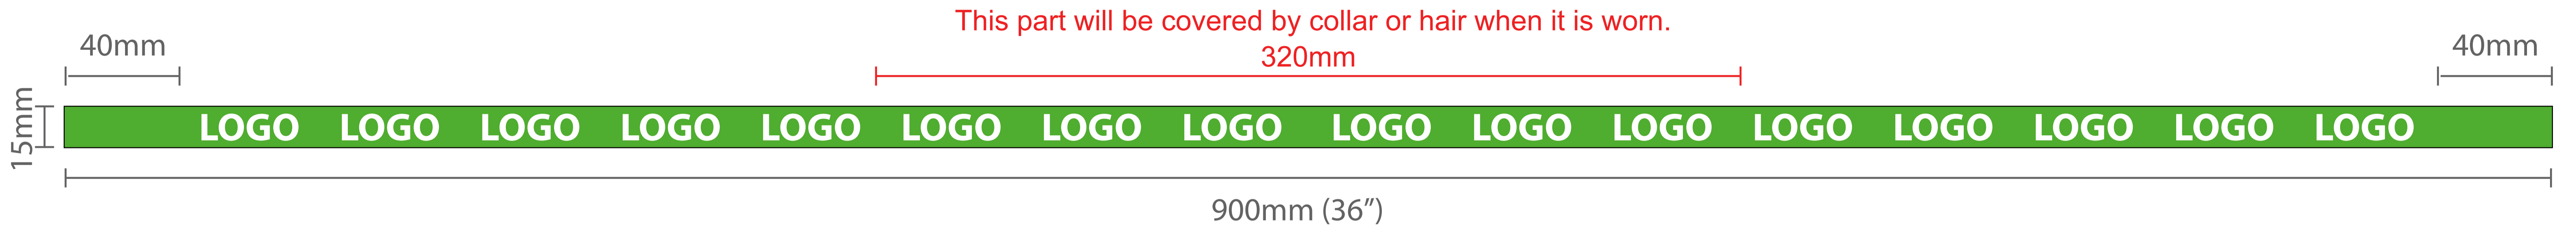 This part will be covered by collar or hair when it is worn.
40mm
320mm
40mm
15mm
LOGO LOGO LOGO LOGO LOGO LOGO LOGO LOGO LOGO LOGO LOGO LOGO LOGO LOGO LOGO LOGO
900mm (36”)